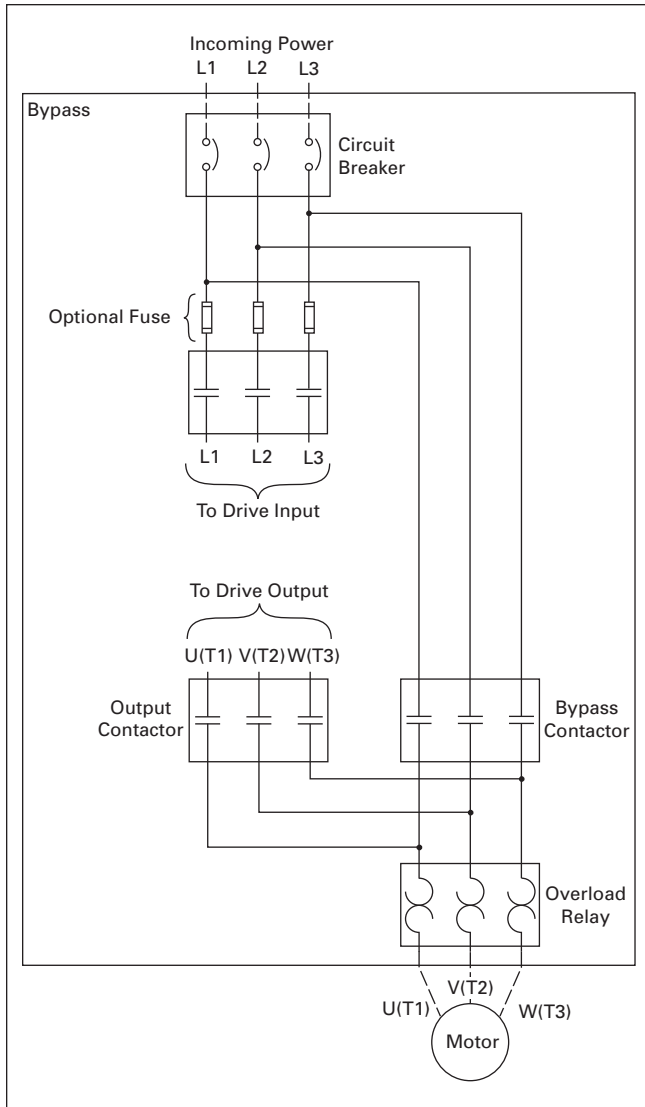 Incoming Power
L1 L2 L3
Bypass
Circuit
Breaker
Optional Fuse
L1 L2 L3
To Drive Input
To Drive Output
U(T1) V(T2) W(T3)
Output
Contactor
Bypass
Contactor
Overload
Relay
V(T2)
U(T1) W(T3)
Motor